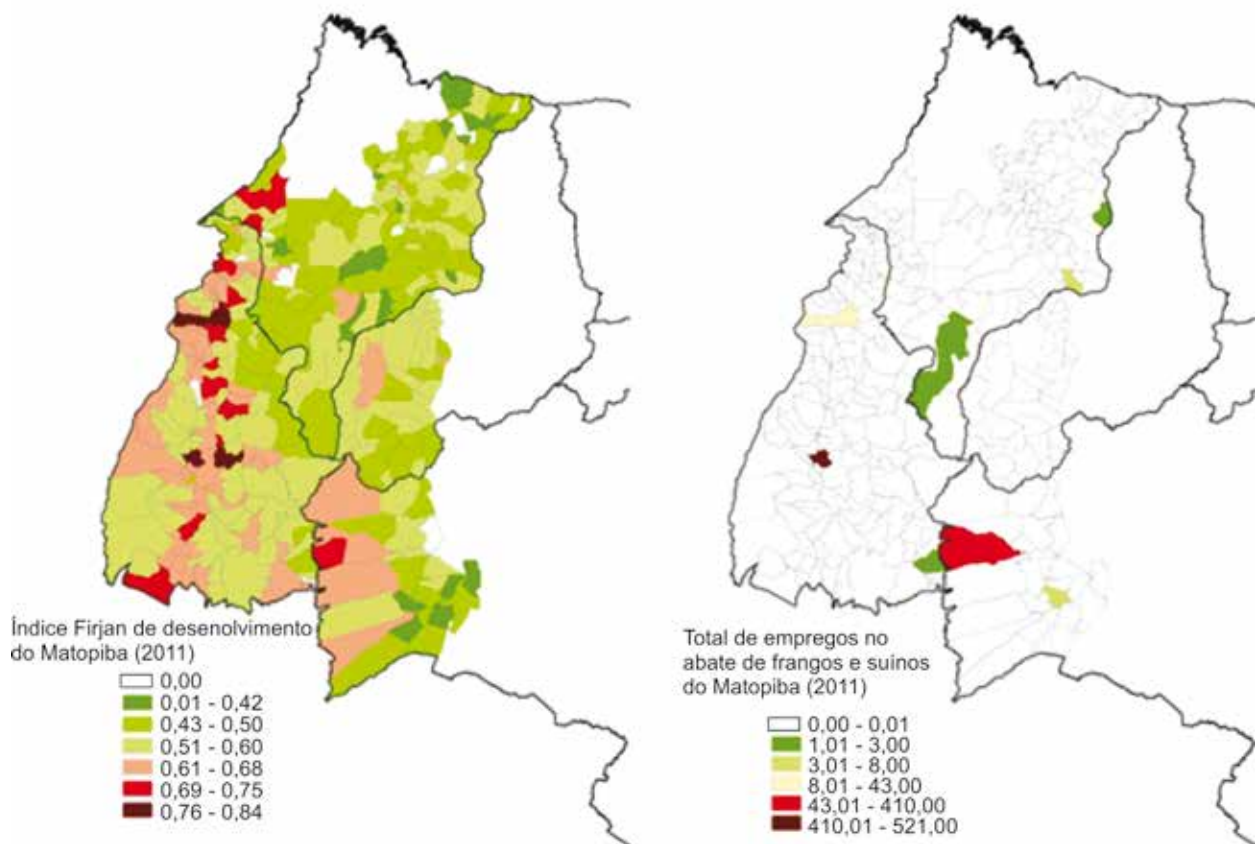 Índice Firjan de desenolvimento
do Matopiba (2011)
0,00
0,01 - 0,42
0,43 - 0,50
0,51 - 0,60
0,61 - 0,68
0,69 - 0,75
0,76 - 0,84
Total de empregos no
abate de frangos e suinos
do Matopiba (2011)
0,00 - 0,01
1,01 - 3,00
3,01 - 8,00
8,01 - 43,00
43,01 - 410,00
410,01 - 521,00